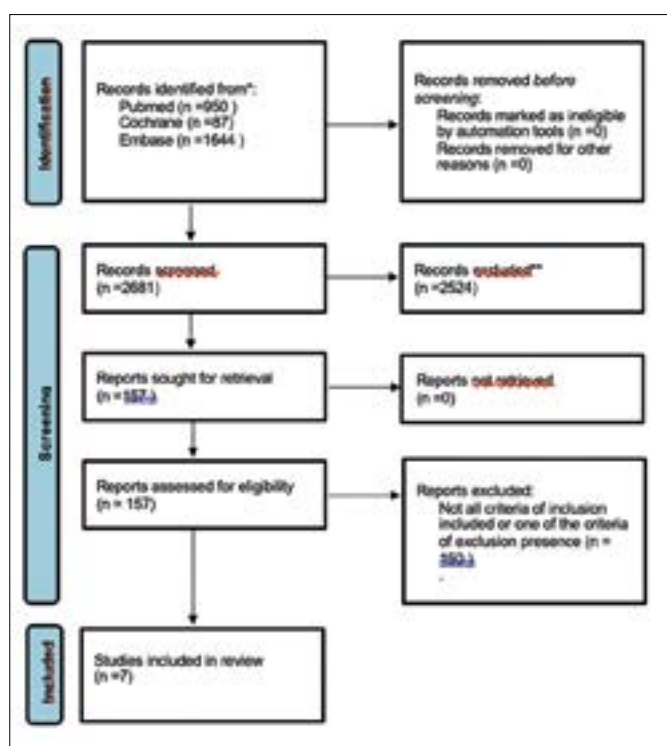 Identification
Records identified from*:
Pubmed (n =950 )
Cochrane (n =87)
Embase (n =1644 )
Records removed before
screening:
Records marked as ineligible
by automation tools (n =0)
Records removed for other
reasons (n =0)
Screening
Records screened
(n =2681)
Records excluded**
(n =2524)
Reports sought for retrieval
(n =157 )
Reports not retrieved
(n =0)
Reports assessed for eligibility
(n = 157)
Reports excluded:
Not all criteria of inclusion
included or one of the criteria
of exclusion presence (n =
150 )
.
Included
Studies included in review
(n =7)